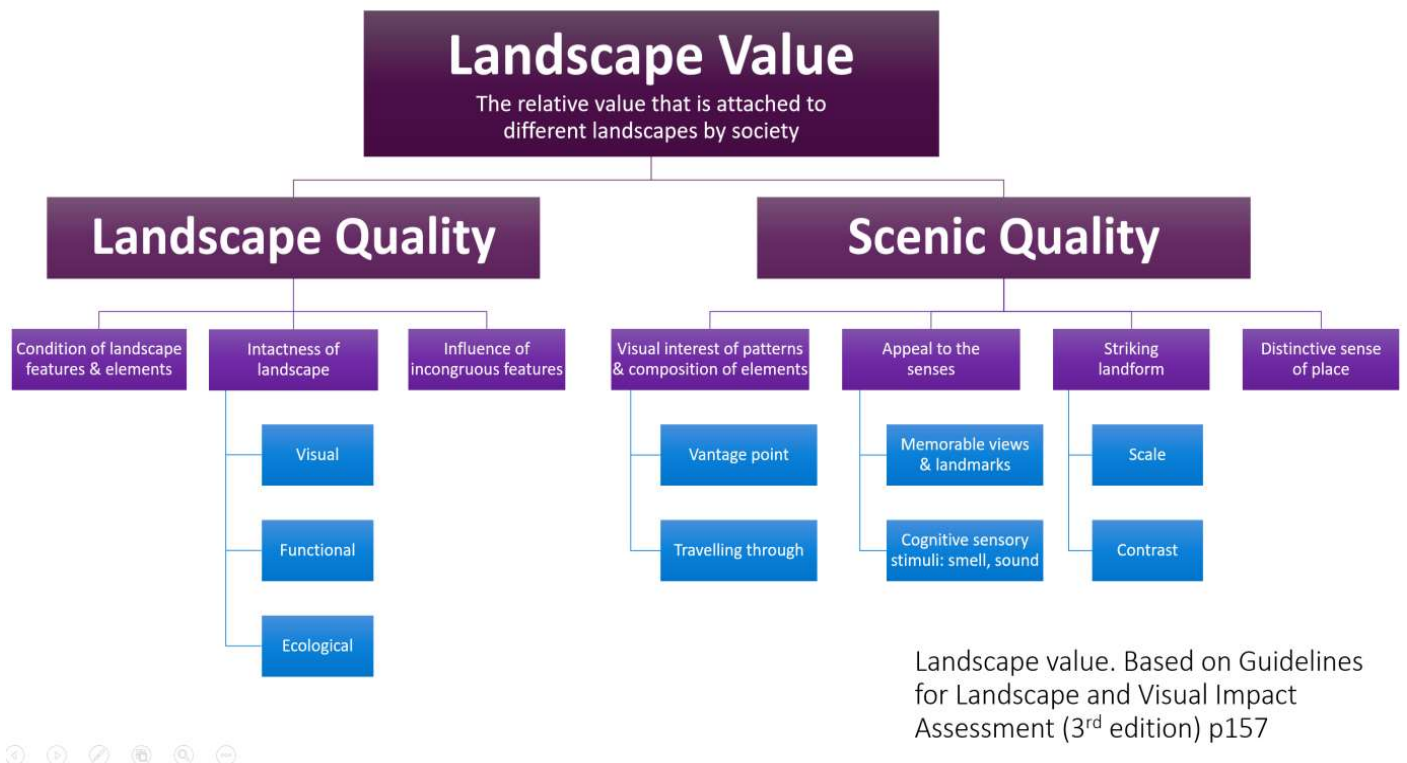 Landscape Value
The relative value that is attached to
different landscapes by society
Landscape Quality
Scenic Quality
Condition of landscape
features & elements
Intactness of
landscape
Influence of
incongruous features
Visual interest of patterns
& composition of elements
Appeal to the
senses
Striking
landform
Distinctive sense
of place
Visual
Functional
Ecological
Vantage point
Travelling through
Memorable views
& landmarks
Cognitive sensory
stimuli: smell, sound
Scale
Contrast
Landscape value. Based on Guidelines
for Landscape and Visual Impact
Assessment (3rd edition) p157